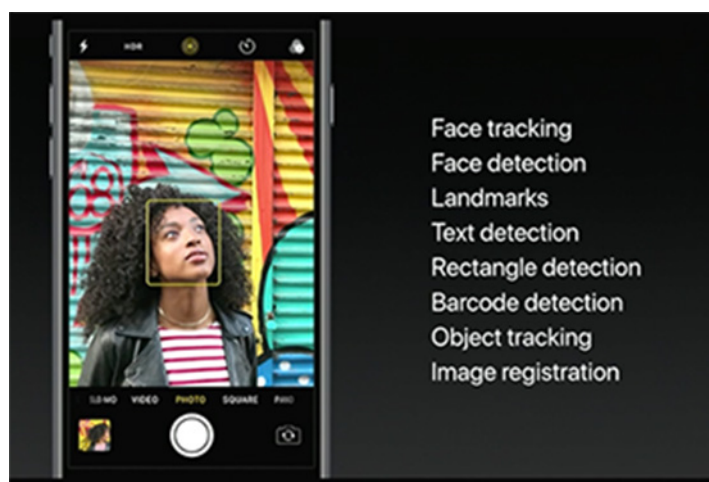 HDR
SLO-MO VIDEO PHOTO SQUARE PANO
Face tracking
Face detection
Landmarks
Text detection
Rectangle detection
Barcode detection
Object tracking
Image registration